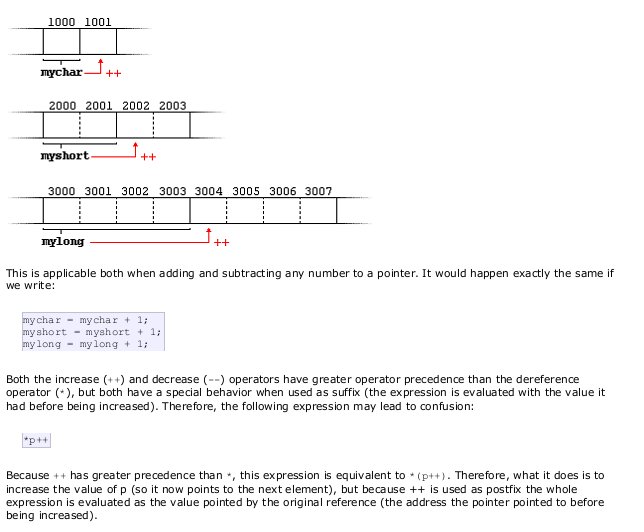 1000 1001
mychar ++
2000 2001 2002 2003
myshort ++
3000 3001 3002 3003 3004 3005 3006 3007
mylong ++
This is applicable both when adding and subtracting any number to a pointer. It would happen exactly the same if
we write:
mychar = mychar + 1;
myshort = myshort + 1;
mylong = mylong + 1;
Both the increase (++) and decrease (--) operators have greater operator precedence than the dereference
operator (*), but both have a special behavior when used as suffix (the expression is evaluated with the value it
had before being increased). Therefore, the following expression may lead to confusion:
*p++
Because ++ has greater precedence than *, this expression is equivalent to *(p++). Therefore, what it does is to
increase the value of p (so it now points to the next element), but because ++ is used as postfix the whole
expression is evaluated as the value pointed by the original reference (the address the pointer pointed to before
being increased).